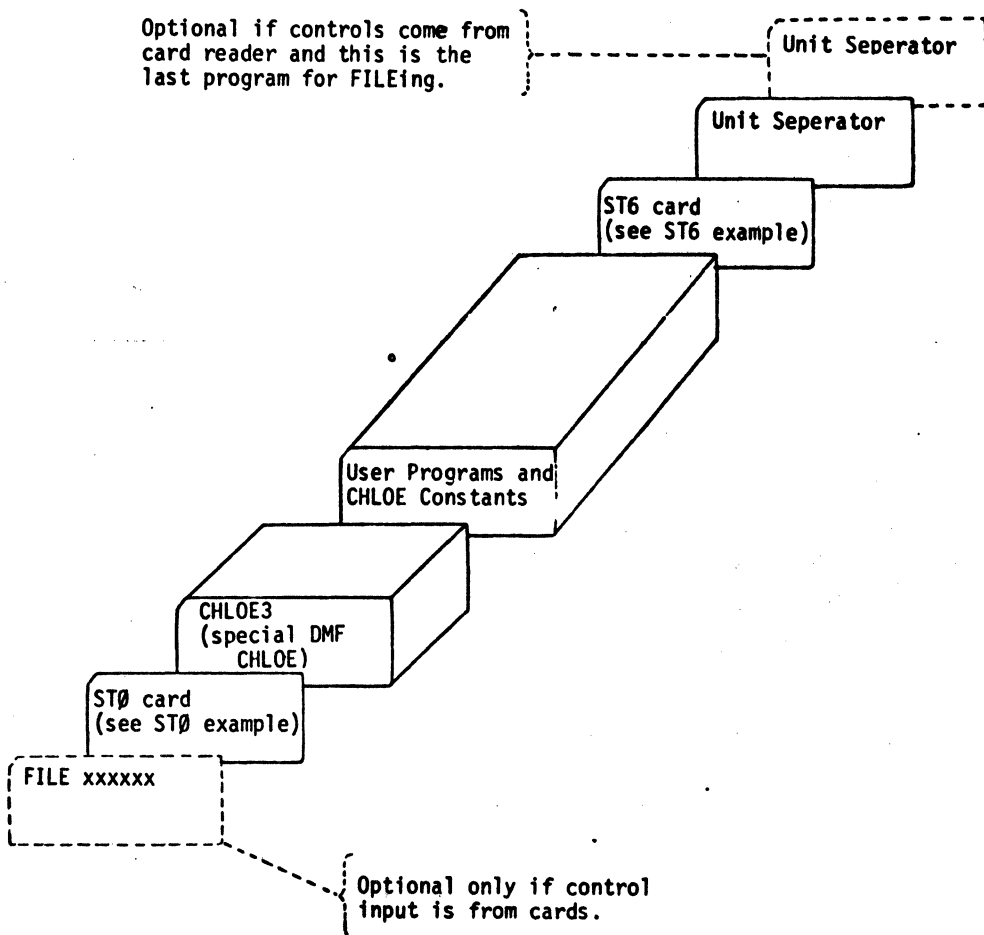 Optional if controls come from
card reader and this is the
last program for FILEing.
Unit Seperator
Unit Seperator
ST6 card
(see ST6 example)
User Programs and
CHLOE Constants
CHLOE3
(special DMF
CHLOE)
STØ card
(see STØ example)
FILE xxxxxx
Optional only if control
input is from cards.